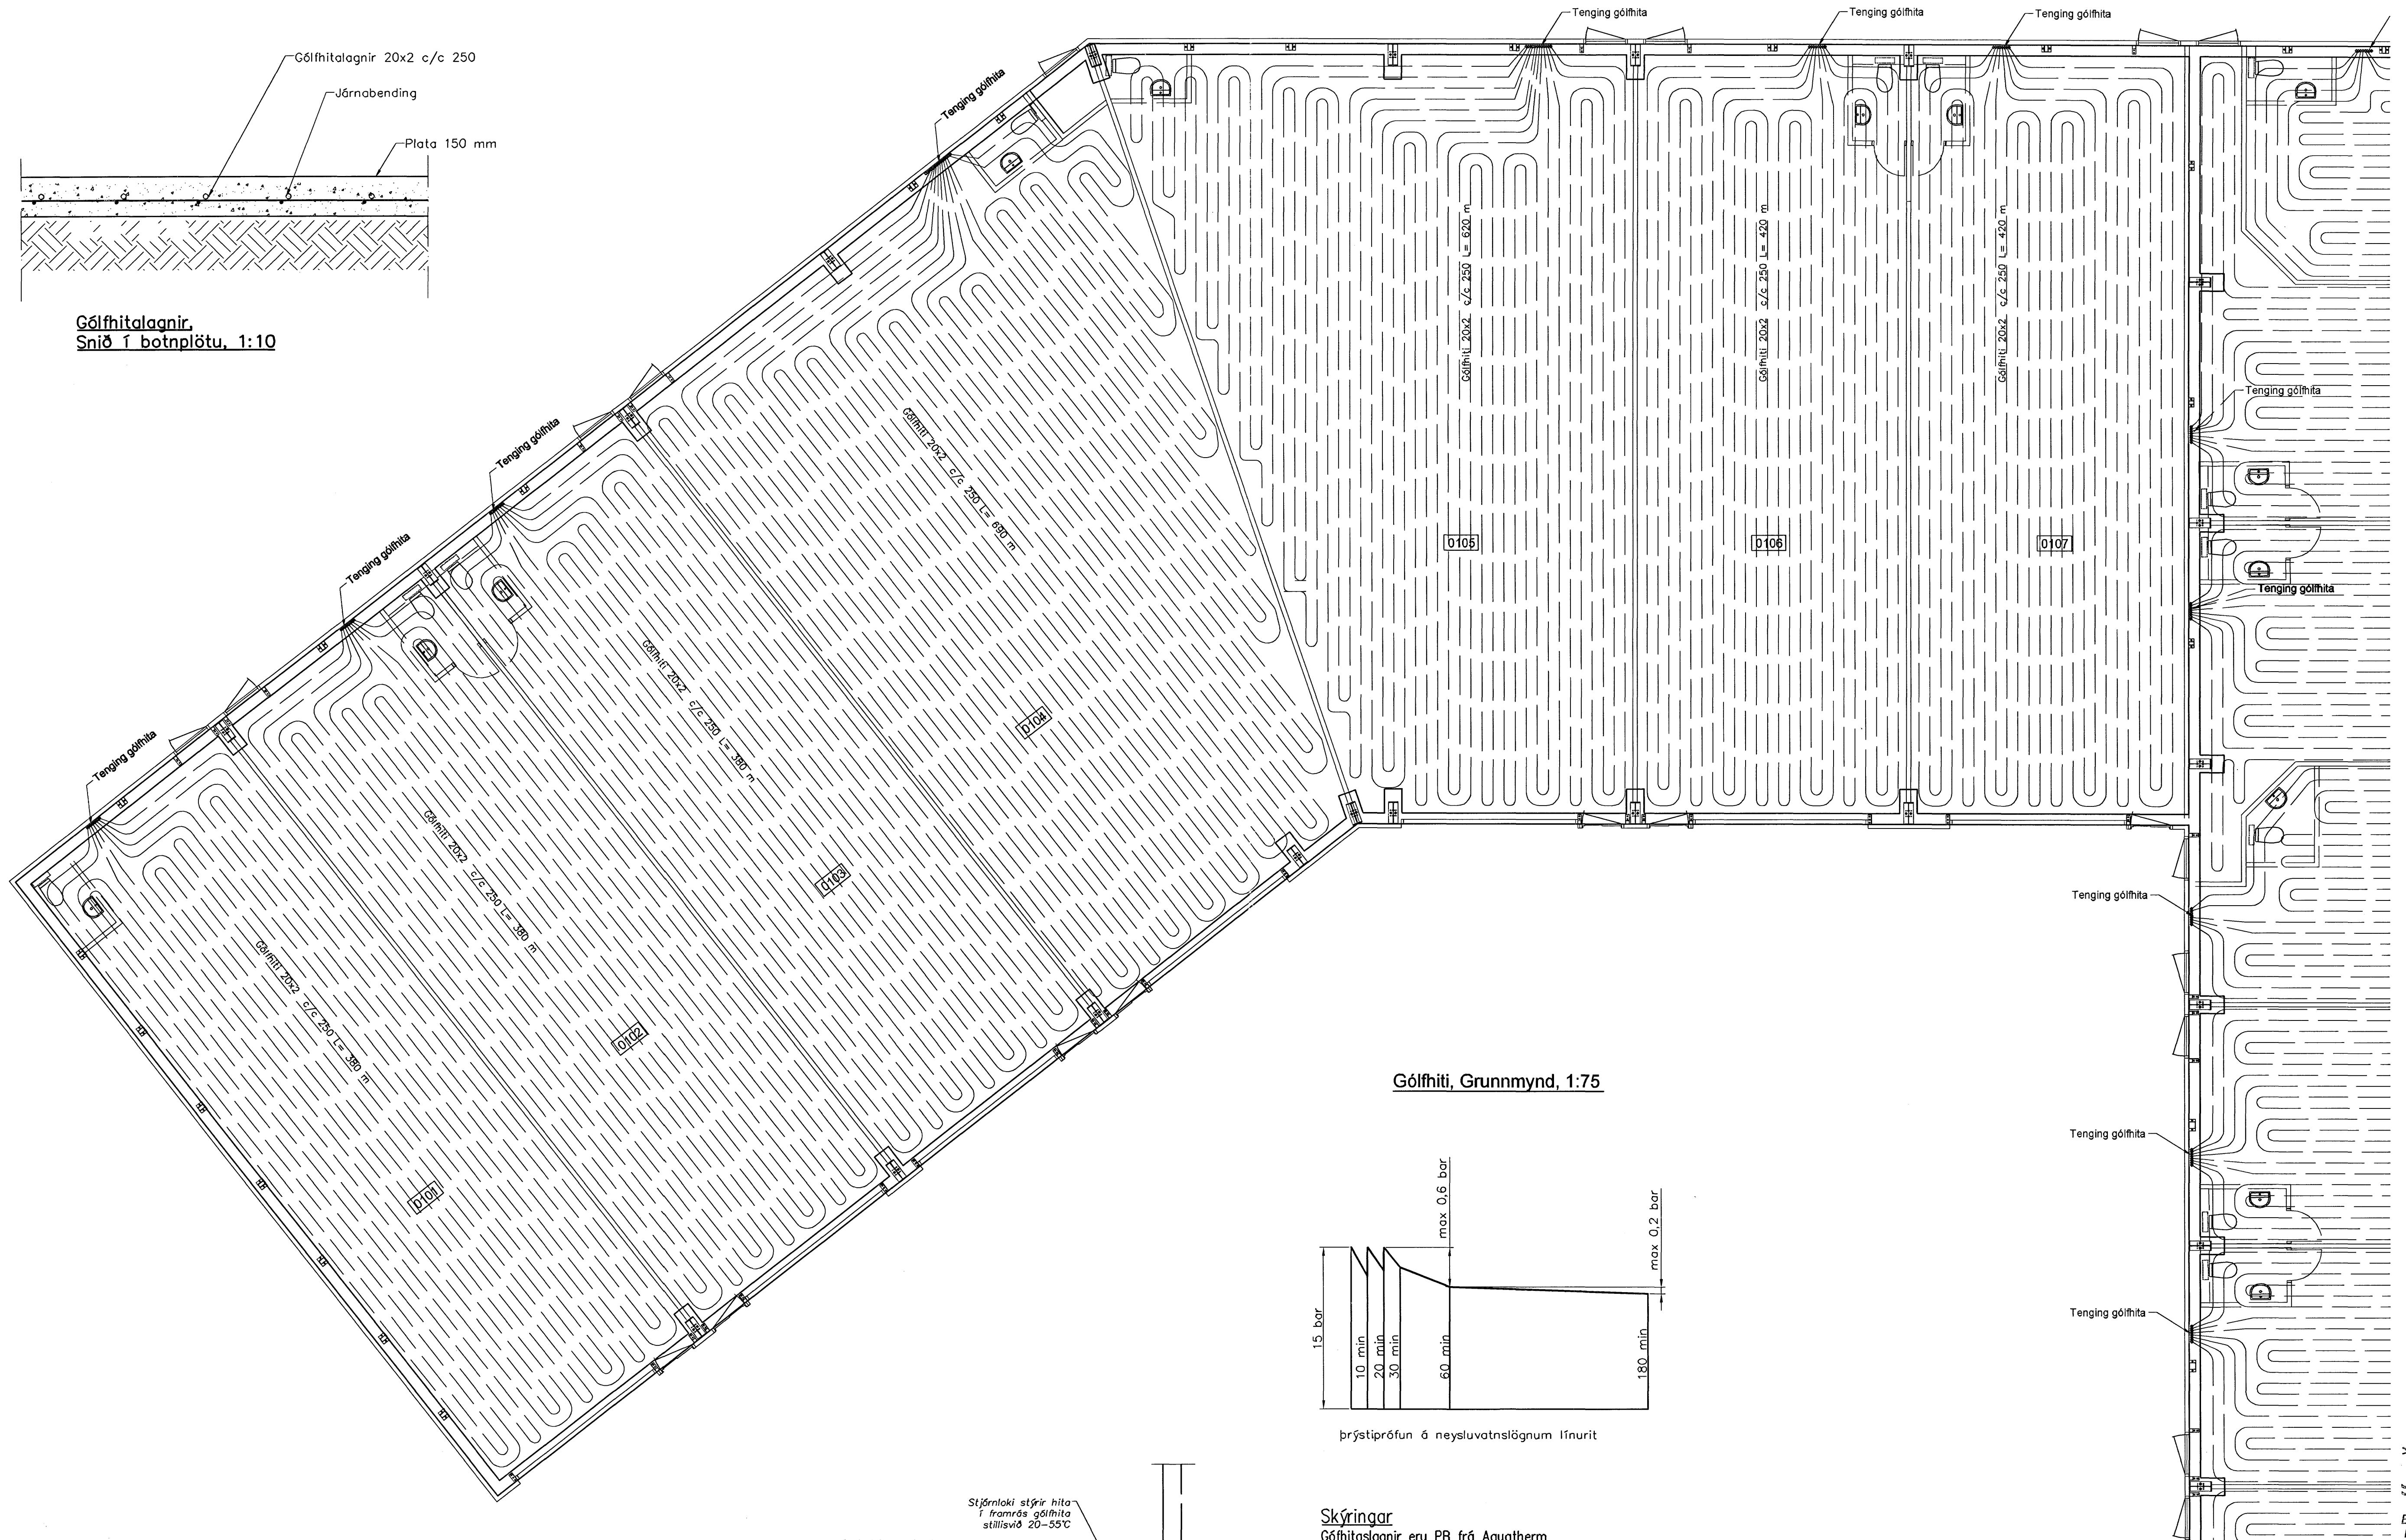 Gólfhitalagnir 20x2 c/c 250
Járnabending
Plata 150 mm
Gólfhitalagnir,
Snið í botnplötu, 1:10
Tenging gólfhita
Tenging gólfhita
Tenging gólfhita
Tenging gólfhita
Tenging gólfhita
Tenging gólfhita
Tenging gólfhita
Gólfhiti 20x2 c/c 250 L= 380 m
0101
Gólfhiti 20x2 c/c 250 L= 380 m
0102
Gólfhiti 20x2 c/c 250 L= 380 m
0103
Gólfhiti 20x2 c/c 250 L= 690 m
0104
Gólfhiti 20x2 c/c 250 L= 620 m
0105
Gólfhiti 20x2 c/c 250 L= 420 m
0106
Gólfhiti 20x2 c/c 250 L= 420 m
0107
Tenging gólfhita
Tenging gólfhita
Tenging gólfhita
Tenging gólfhita
Tenging gólfhita
Gólfhiti, Grunnmynd, 1:75
15 bar
10 min
20 min
30 min
60 min
180 min
max 0,6 bar
max 0,2 bar
þrýstiprófun á neysluvatnslögnum línurit
Stjórnloki stýrir hita
í framrás gólfhita
stillisvið 20-55°C
Skýringar
Gófhitaslagnir eru PB frá Aquatherm